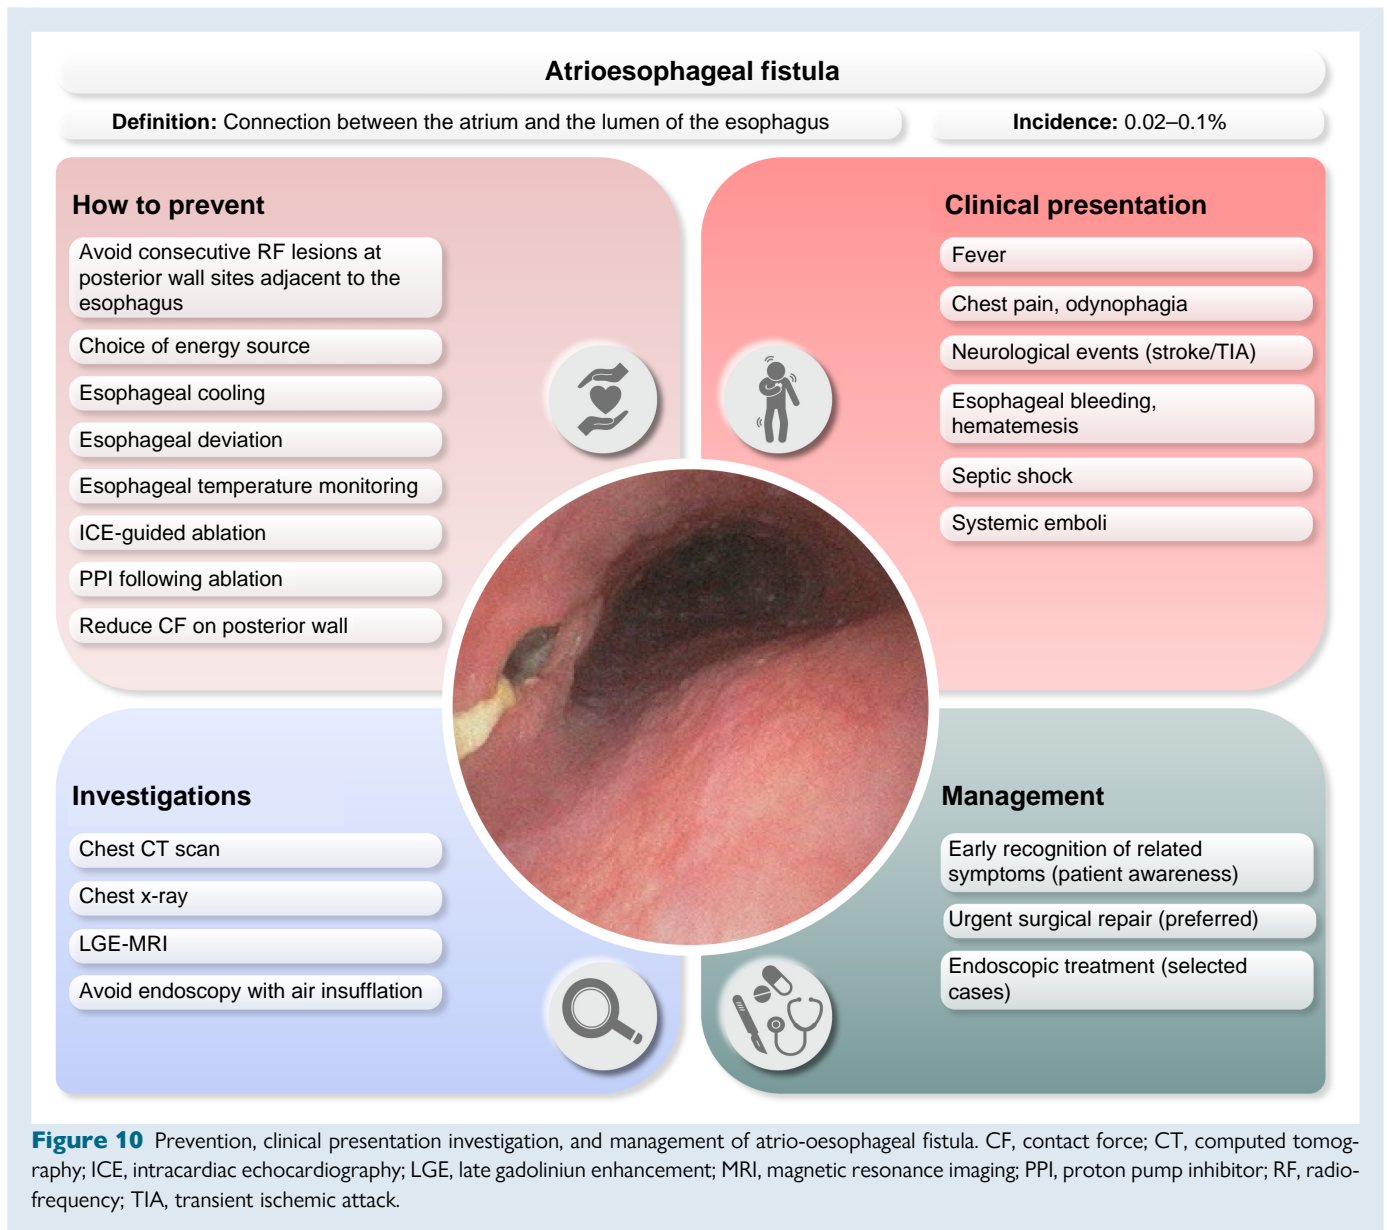 Atrioesophageal fistula
Definition: Connection between the atrium and the lumen of the esophagus
Incidence: 0.02–0.1%
How to prevent
Avoid consecutive RF lesions at
posterior wall sites adjacent to the
esophagus
Choice of energy source
Esophageal cooling
Esophageal deviation
Esophageal temperature monitoring
ICE-guided ablation
PPI following ablation
Reduce CF on posterior wall
Clinical presentation
Fever
Chest pain, odynophagia
Neurological events (stroke/TIA)
Esophageal bleeding,
hematemesis
Septic shock
Systemic emboli
Investigations
Chest CT scan
Chest x-ray
LGE-MRI
Avoid endoscopy with air insufflation
Management
Early recognition of related
symptoms (patient awareness)
Urgent surgical repair (preferred)
Endoscopic treatment (selected
cases)
Figure 10 Prevention, clinical presentation investigation, and management of atrio-oesophageal fistula. CF, contact force; CT, computed tomog-
raphy; ICE, intracardiac echocardiography; LGE, late gadoliniun enhancement; MRI, magnetic resonance imaging; PPI, proton pump inhibitor; RF, radio-
frequency; TIA, transient ischemic attack.